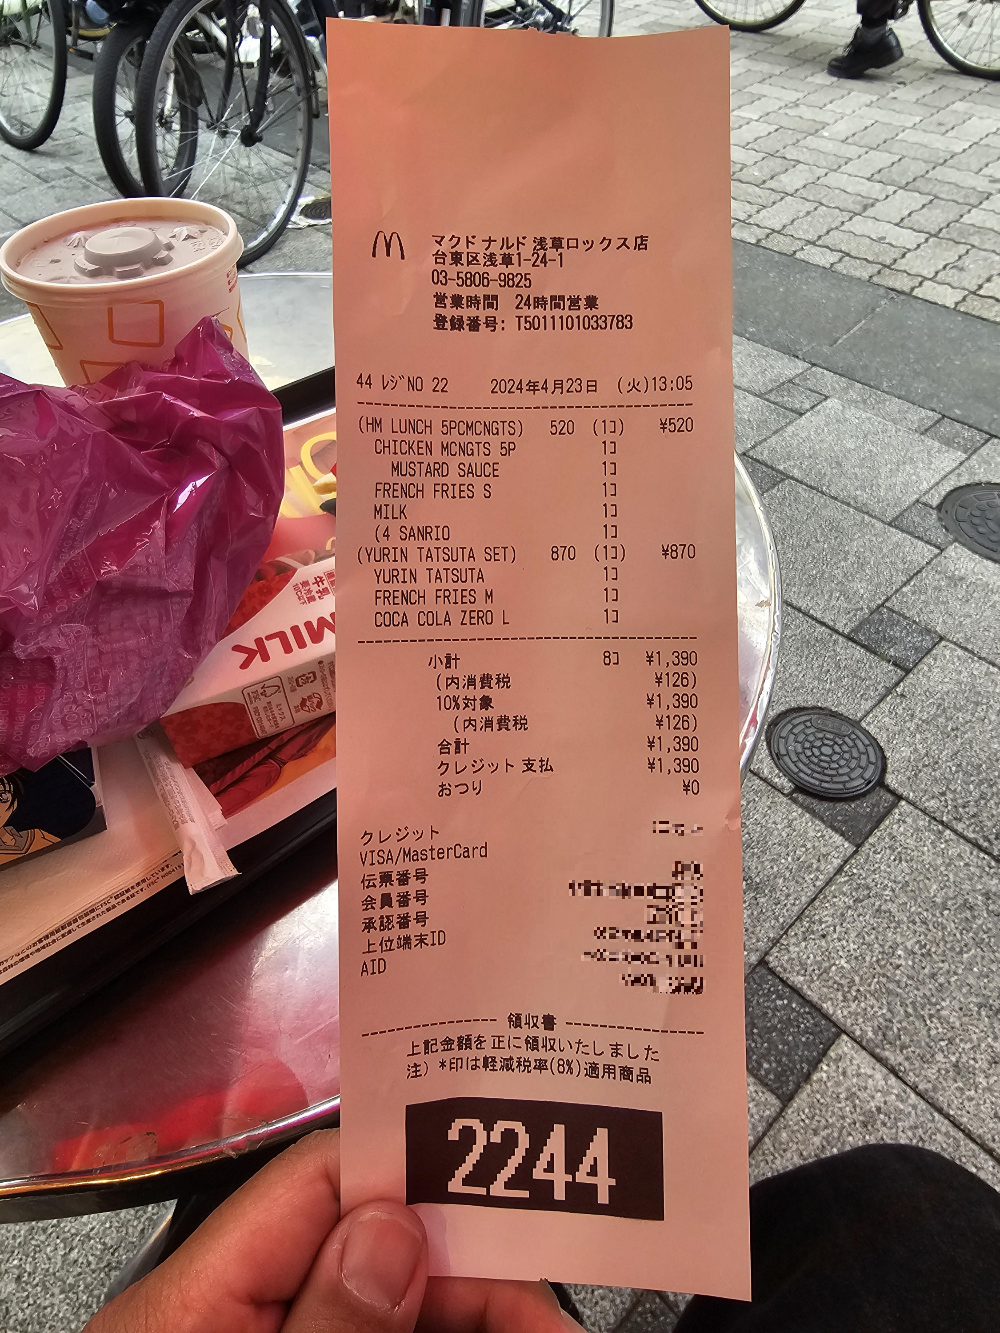 マクドナルド 浅草ロックス店
台東区浅草1-24-1
03-5806-9825
営業時間 24時間営業
登録番号: T5011101033783
44 レジNO 22 2024年4月23日 (火)13:05
(HM LUNCH 5PCMCNGTS) 520 (1コ) ¥520
CHICKEN MCNGTS 5P 1コ
MUSTARD SAUCE 1コ
FRENCH FRIES S 1コ
MILK 1コ
(4 SANRIO 1コ
(YURIN TATSUTA SET) 870 (1コ) ¥870
YURIN TATSUTA 1コ
FRENCH FRIES M 1コ
COCA COLA ZERO L 1コ
小計 8コ ¥1,390
(内消費税 ¥126)
10%対象 ¥1,390
(内消費税 ¥126)
合計 ¥1,390
クレジット支払 ¥1,390
おつり ¥0
クレジット
VISA/MasterCard
伝票番号
会員番号
承認番号
上位端末ID
AID
領収書
上記金額を正に領収いたしました
注) *印は軽減税率(8%)適用商品
2244
MILK
牛乳